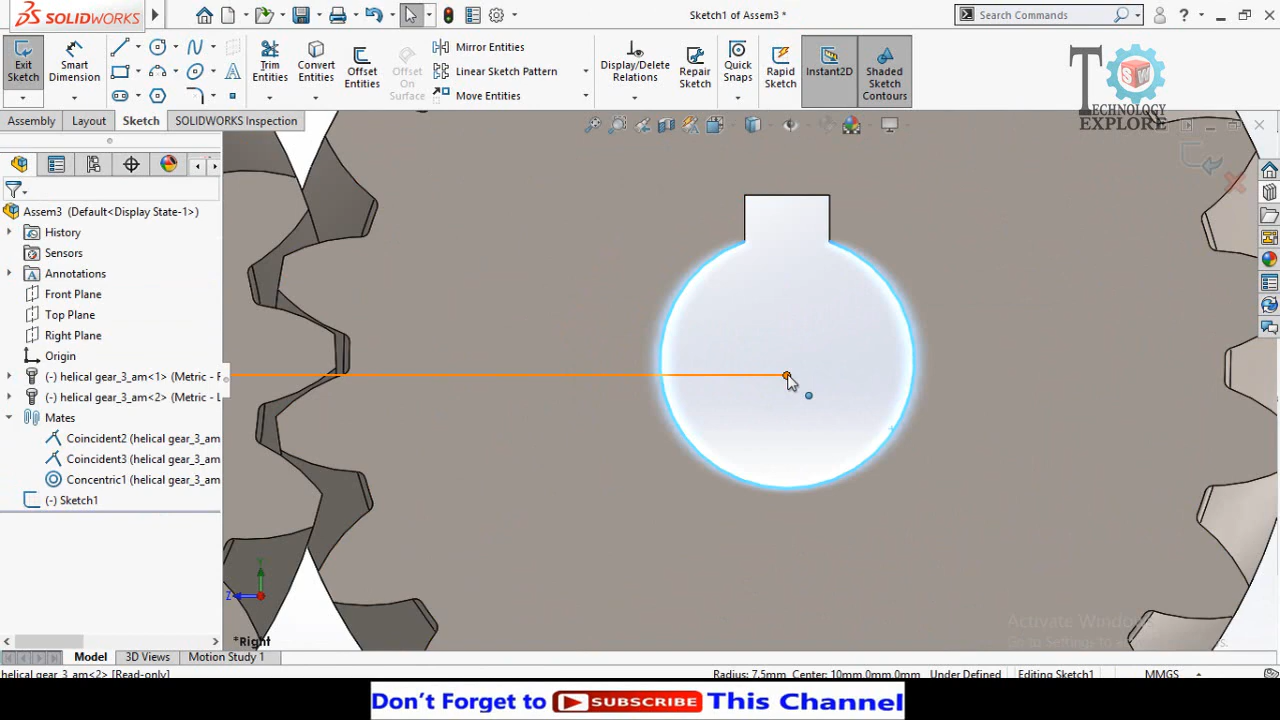 SOLIDWORKS
Sketch1 of Assem3 *
Search Commands
?
Exit Sketch
Smart Dimension
Trim Entities
Convert Entities
Offset Entities
Offset On Surface
Mirror Entities
Linear Sketch Pattern
Move Entities
Display/Delete Relations
Repair Sketch
Quick Snaps
Rapid Sketch
Instant2D
Shaded Sketch Contours
TECHNOLOGY
EXPLORE
Assembly
Layout
Sketch
SOLIDWORKS Inspection
Assem3 (Default<Display State-1>)
History
Sensors
Annotations
Front Plane
Top Plane
Right Plane
Origin
(-) helical gear_3_am<1> (Metric - F
(-) helical gear_3_am<2> (Metric - L
Mates
Coincident2 (helical gear_3_am
Coincident3 (helical gear_3_am
Concentric1 (helical gear_3_am
(-) Sketch1
Y
Z
*Right
Activate Windows
Go to Settings to
Model
3D Views
Motion Study 1
helical gear_3_am<2> [Read-only]
Radius: 7.5mm Center: 10mm,0mm,0mm
Under Defined
Editing Sketch1
MMGS
Don't Forget to SUBSCRIBE This Channel